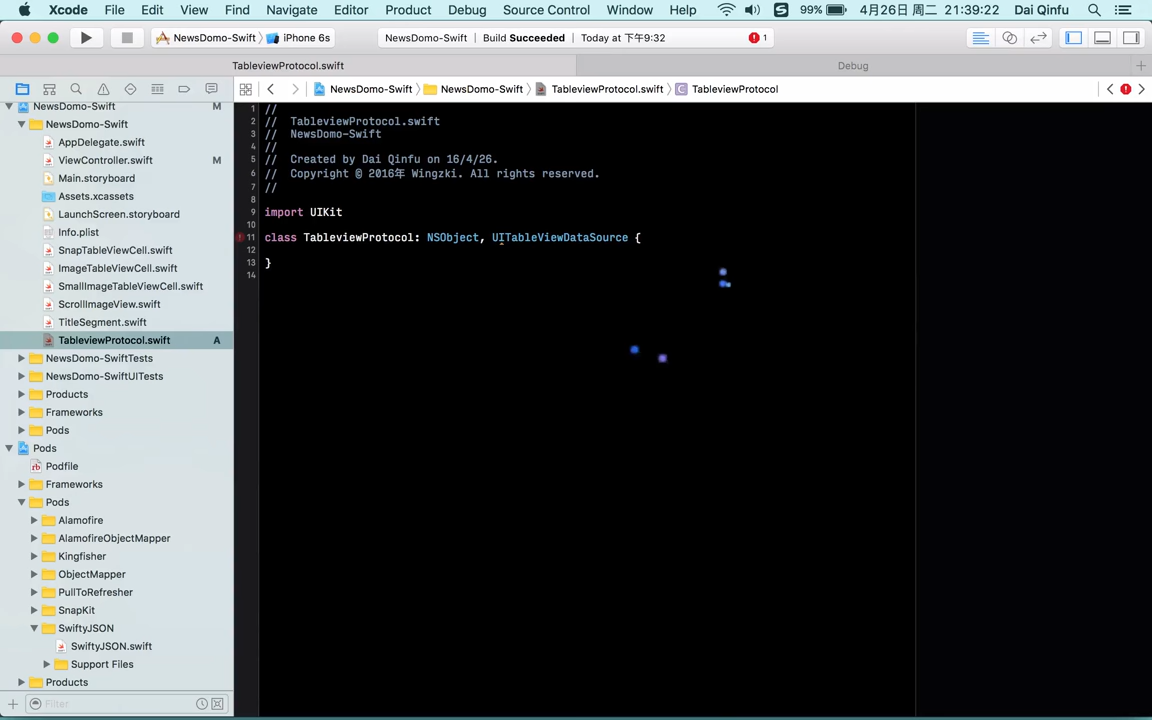 Xcode File Edit View Find Navigate Editor Product Debug Source Control Window Help S 99% 4月26日 周二 21:39:22 Dai Qinfu
NewsDomo-Swift iPhone 6s NewsDomo-Swift Build Succeeded Today at 下午9:32 1
TableviewProtocol.swift Debug
NewsDomo-Swift NewsDomo-Swift TableviewProtocol.swift C TableviewProtocol
NewsDomo-Swift M
NewsDomo-Swift
AppDelegate.swift
ViewController.swift M
Main.storyboard
Assets.xcassets
LaunchScreen.storyboard
Info.plist
SnapTableViewCell.swift
ImageTableViewCell.swift
SmallImageTableViewCell.swift
ScrollImageView.swift
TitleSegment.swift
TableviewProtocol.swift A
NewsDomo-SwiftTests
NewsDomo-SwiftUITests
Products
Frameworks
Pods
Pods
rb Podfile
Frameworks
Pods
Alamofire
AlamofireObjectMapper
Kingfisher
ObjectMapper
PullToRefresher
SnapKit
SwiftyJSON
SwiftyJSON.swift
Support Files
Products
Filter
1 //
2 // TableviewProtocol.swift
3 // NewsDomo-Swift
4 //
5 // Created by Dai Qinfu on 16/4/26.
6 // Copyright © 2016年 Wingzki. All rights reserved.
7 //
8
9 import UIKit
10
11 class TableviewProtocol: NSObject, UITableViewDataSource {
12
13 }
14